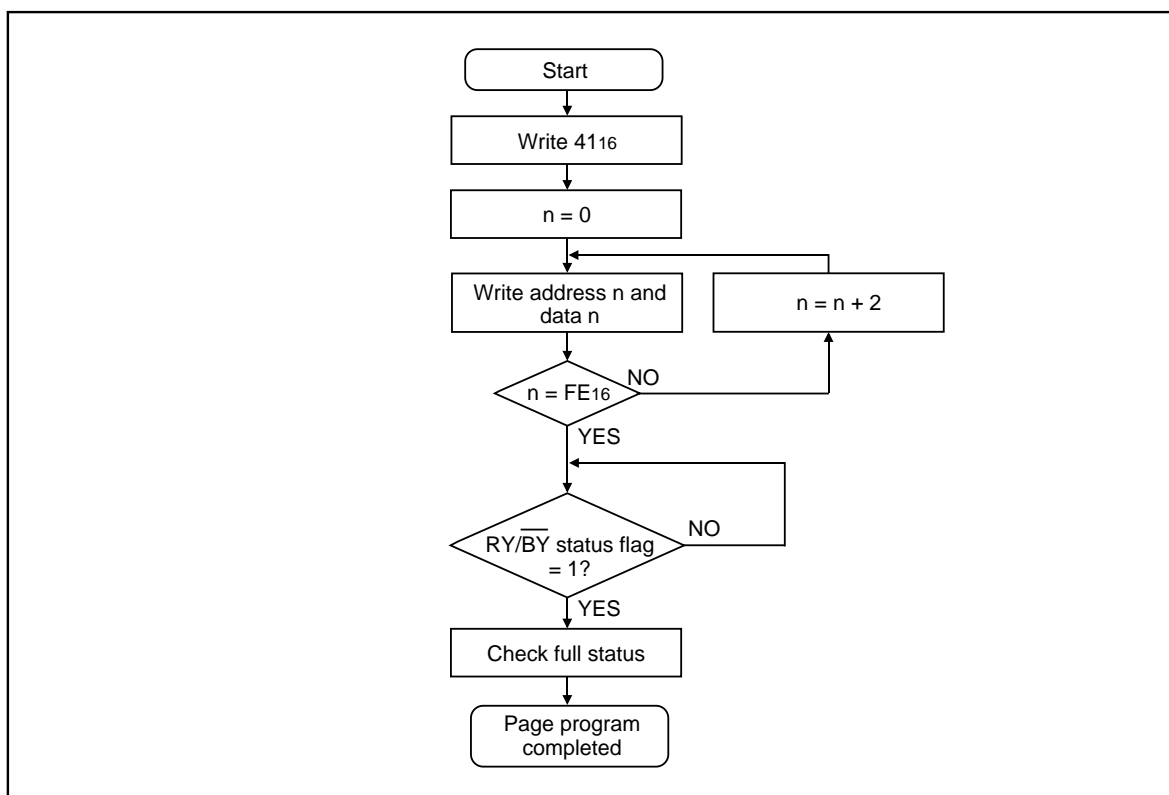 Start
Write 4116
n = 0
Write address n and
data n
n = n + 2
n = FE16
NO
YES
RY/B̅Y̅ status flag
= 1?
NO
YES
Check full status
Page program
completed